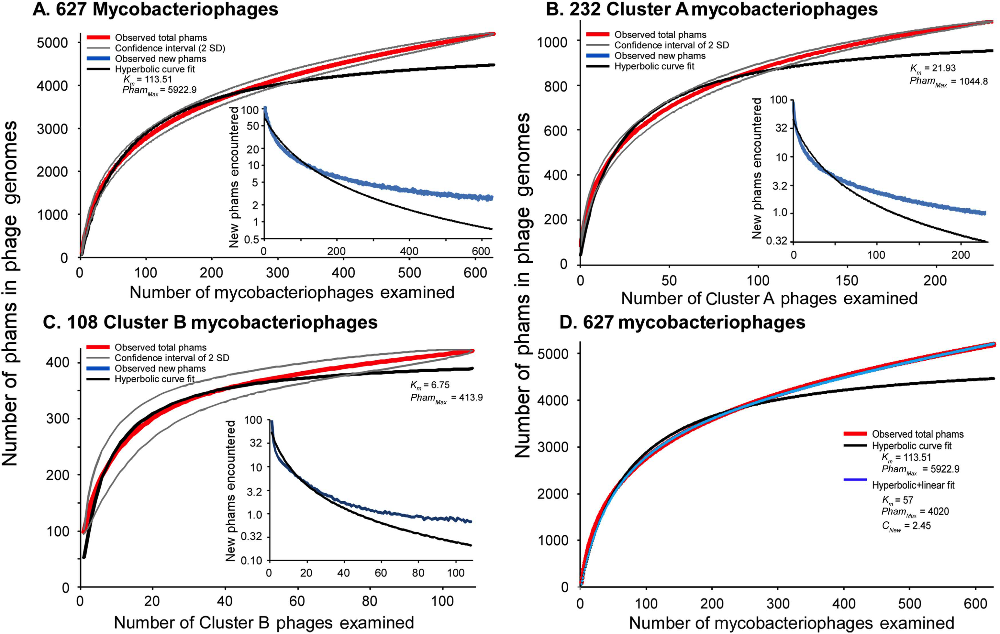 A. 627 Mycobacteriophages
Number of phams in phage genomes
Observed total phams
Confidence interval (2 SD)
Observed new phams
Hyperbolic curve fit
Km = 113.51
PhamMax = 5922.9
5000
4000
3000
2000
1000
0
0 100 200 300 400 500 600
Number of mycobacteriophages examined
New phams encountered
100
50
20
10
5
2
1
0.5
0 200 400 600
B. 232 Cluster A mycobacteriophages
Number of phams in phage genomes
Observed total phams
Confidence interval of 2 SD
Observed new phams
Hyperbolic curve fit
Km = 21.93
PhamMax = 1044.8
1000
800
600
400
200
0
0 50 100 150 200
Number of Cluster A phages examined
New phams encountered
100
32
10
3.2
1.0
0.32
0 100 200
C. 108 Cluster B mycobacteriophages
Observed total phams
Confidence interval of 2 SD
Observed new phams
Hyperbolic curve fit
Km = 6.75
PhamMax = 413.9
400
300
200
100
0
0 20 40 60 80 100
Number of Cluster B phages examined
New phams encountered
100
32
10
3.2
1.0
0.32
0.10
0 20 40 60 80 100
D. 627 mycobacteriophages
5000
4000
3000
2000
1000
0
Observed total phams
Hyperbolic curve fit
Km = 113.51
PhamMax = 5922.9
Hyperbolic+linear fit
Km = 57
PhamMax = 4020
CNew = 2.45
0 100 200 300 400 500 600
Number of mycobacteriophages examined